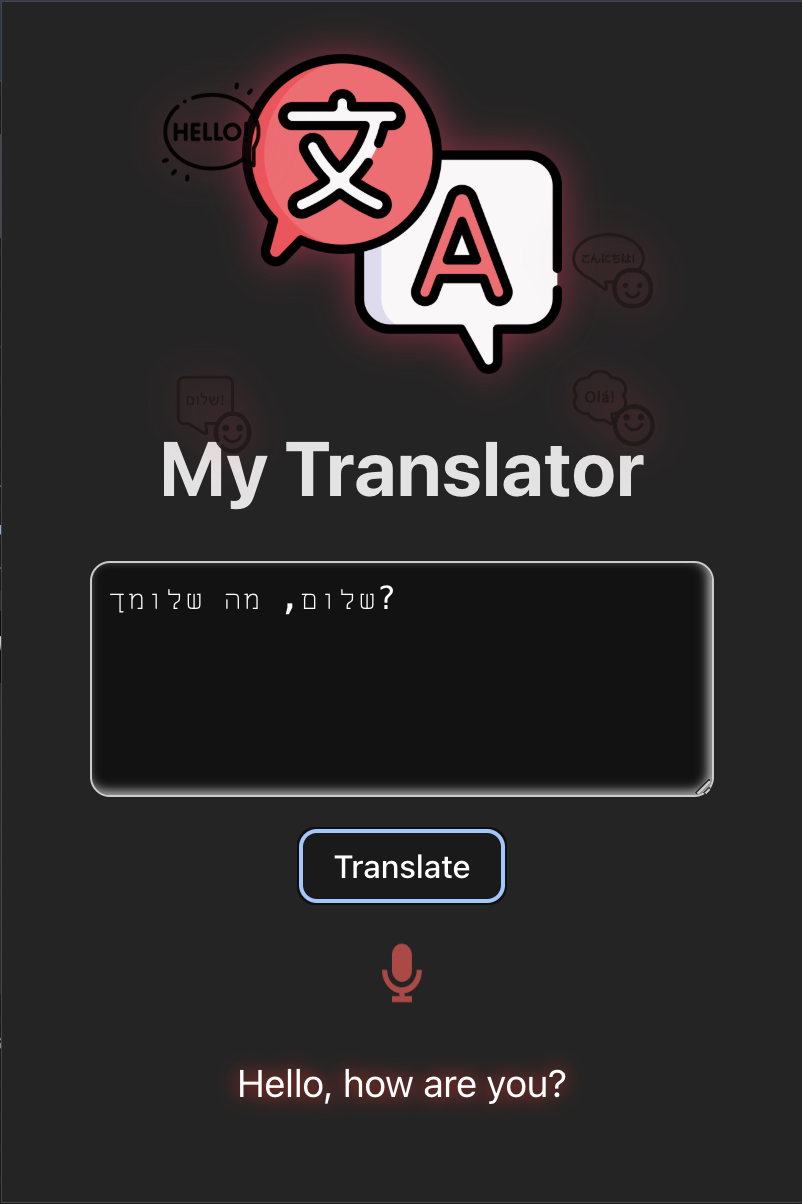 HELLO!
文
A
こんにちは!
שלום!
Olá!
My Translator
שלום, מה שלומך?
Translate
Hello, how are you?